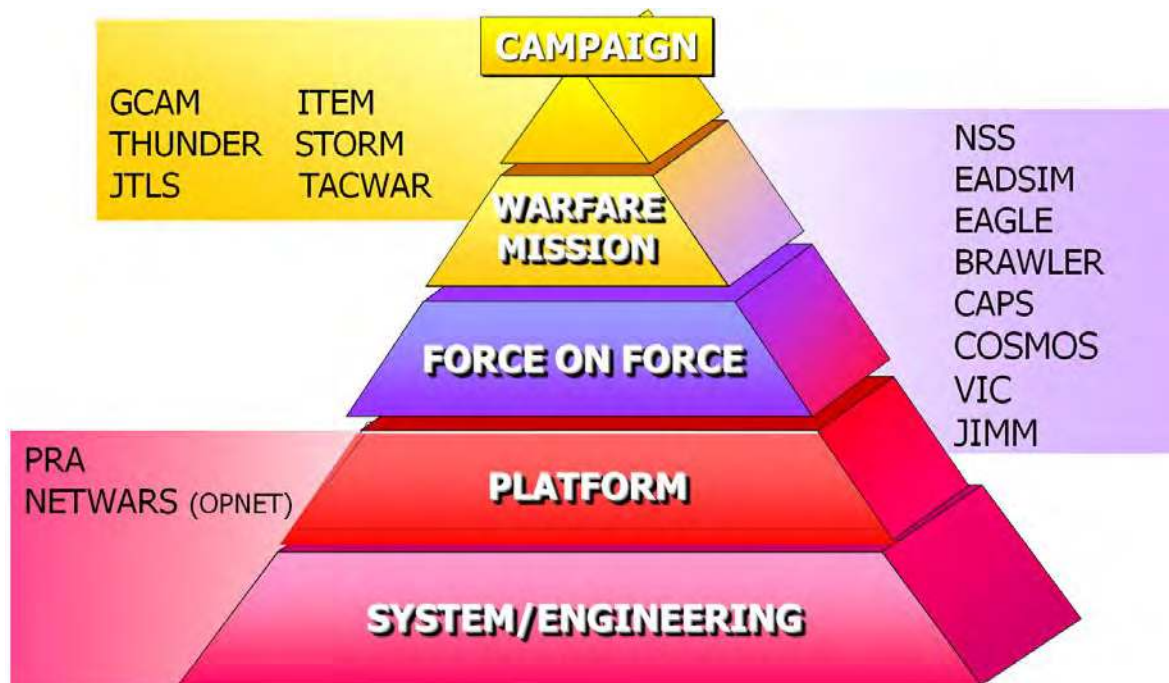 CAMPAIGN
GCAM ITEM
THUNDER STORM
JTLS TACWAR
WARFARE
MISSION
FORCE ON FORCE
PLATFORM
SYSTEM/ENGINEERING
NSS
EADSIM
EAGLE
BRAWLER
CAPS
COSMOS
VIC
JIMM
PRA
NETWARS (OPNET)